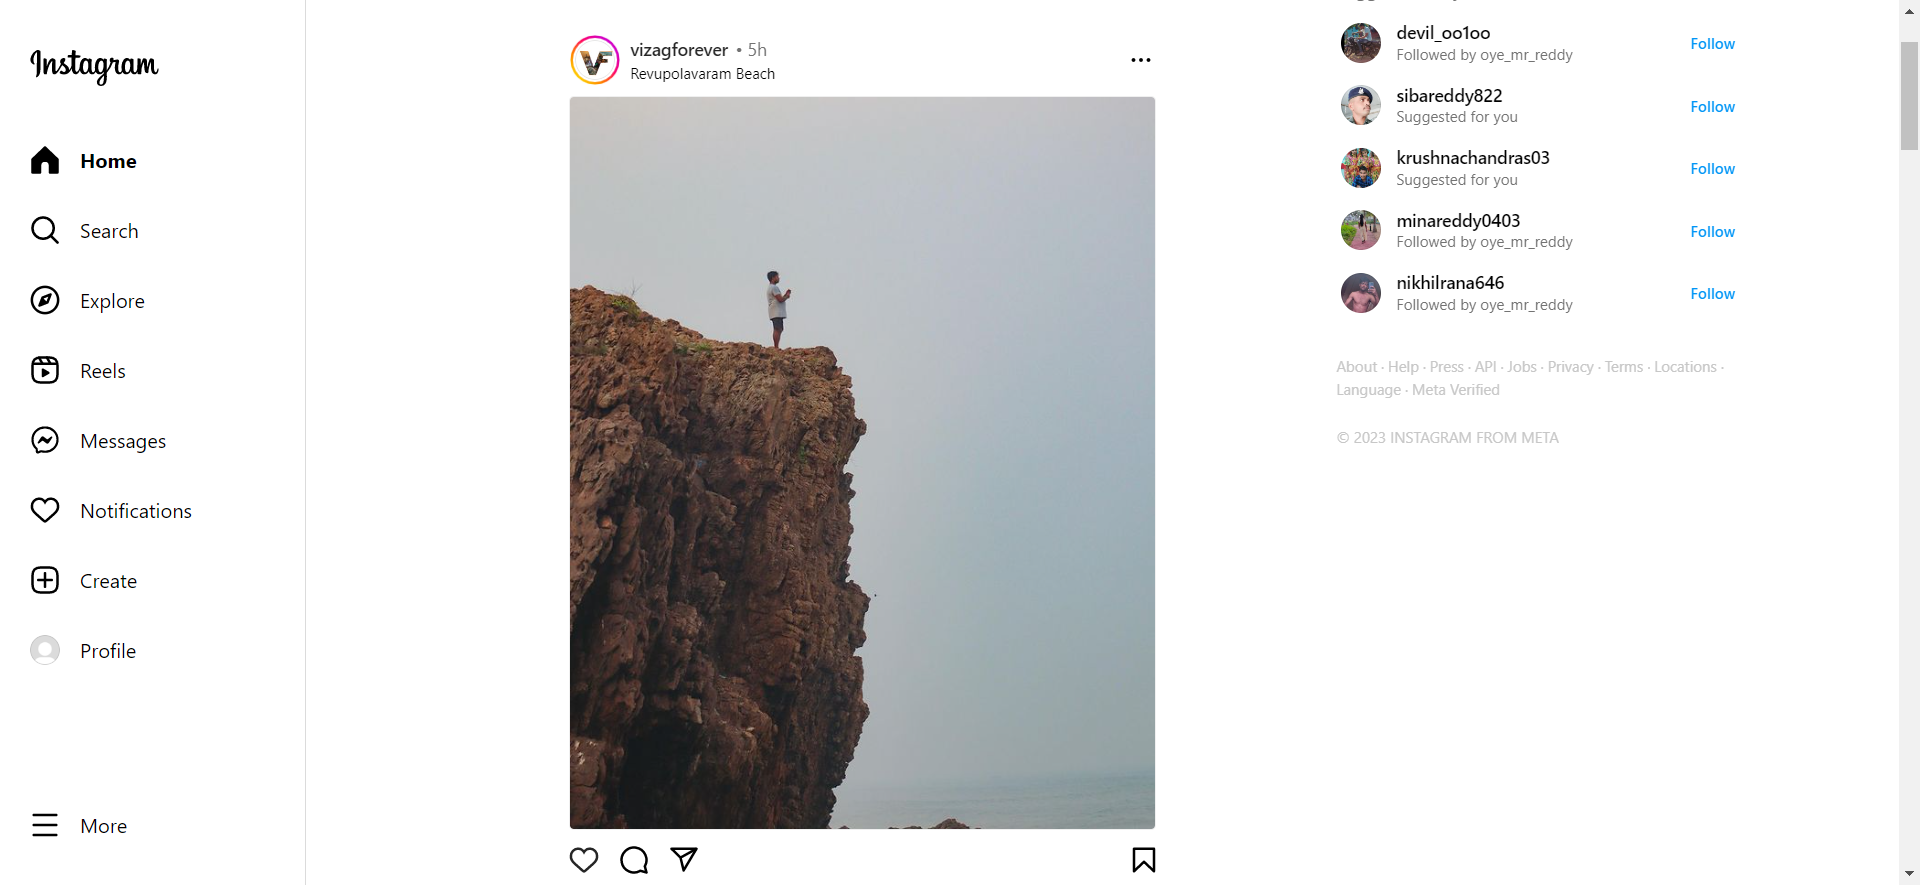 Instagram
Home
Search
Explore
Reels
Messages
Notifications
Create
Profile
More
vizagforever • 5h
Revupolavaram Beach
VF
devil_oo1oo
Followed by oye_mr_reddy
Follow
sibareddy822
Suggested for you
Follow
krushnachandras03
Suggested for you
Follow
minareddy0403
Followed by oye_mr_reddy
Follow
nikhilrana646
Followed by oye_mr_reddy
Follow
About · Help · Press · API · Jobs · Privacy · Terms · Locations ·
Language · Meta Verified
© 2023 INSTAGRAM FROM META